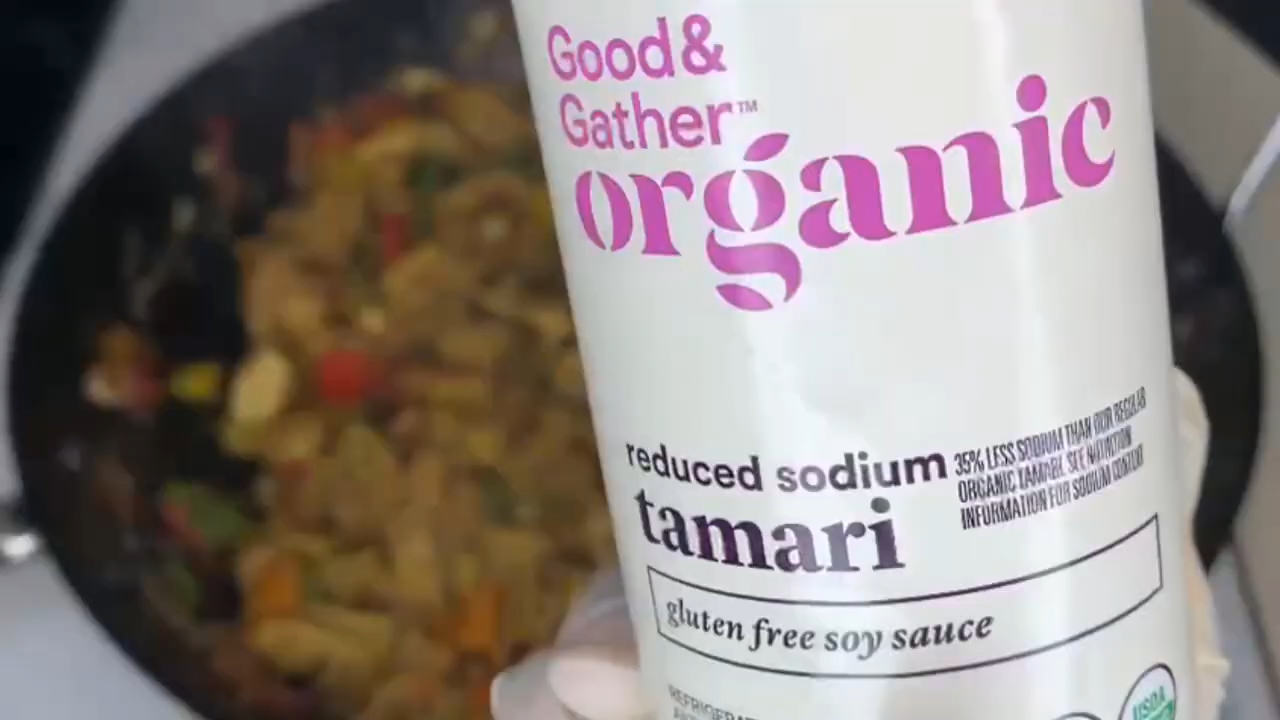 Good &
Gather™
organic
reduced sodium
tamari
35% LESS SODIUM THAN OUR REGULAR
ORGANIC TAMARI. SEE NUTRITION
INFORMATION FOR SODIUM CONTENT
gluten free soy sauce
USDA